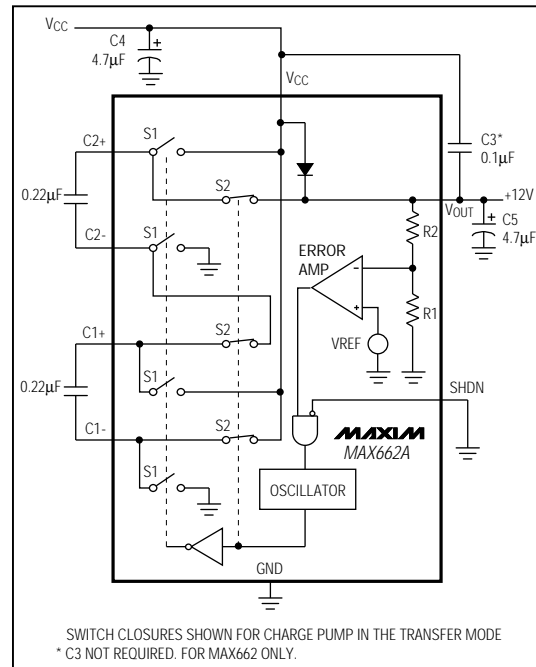 VCC
C4
4.7µF
+
VCC
C2+
S1
C3*
0.1µF
0.22µF
S2
VOUT
+12V
C2-
S1
ERROR
AMP
R2
+
C5
4.7µF
−
+
C1+
S2
R1
VREF
0.22µF
S1
SHDN
C1-
S2
MAXIM
MAX662A
S1
OSCILLATOR
GND
SWITCH CLOSURES SHOWN FOR CHARGE PUMP IN THE TRANSFER MODE
* C3 NOT REQUIRED. FOR MAX662 ONLY.